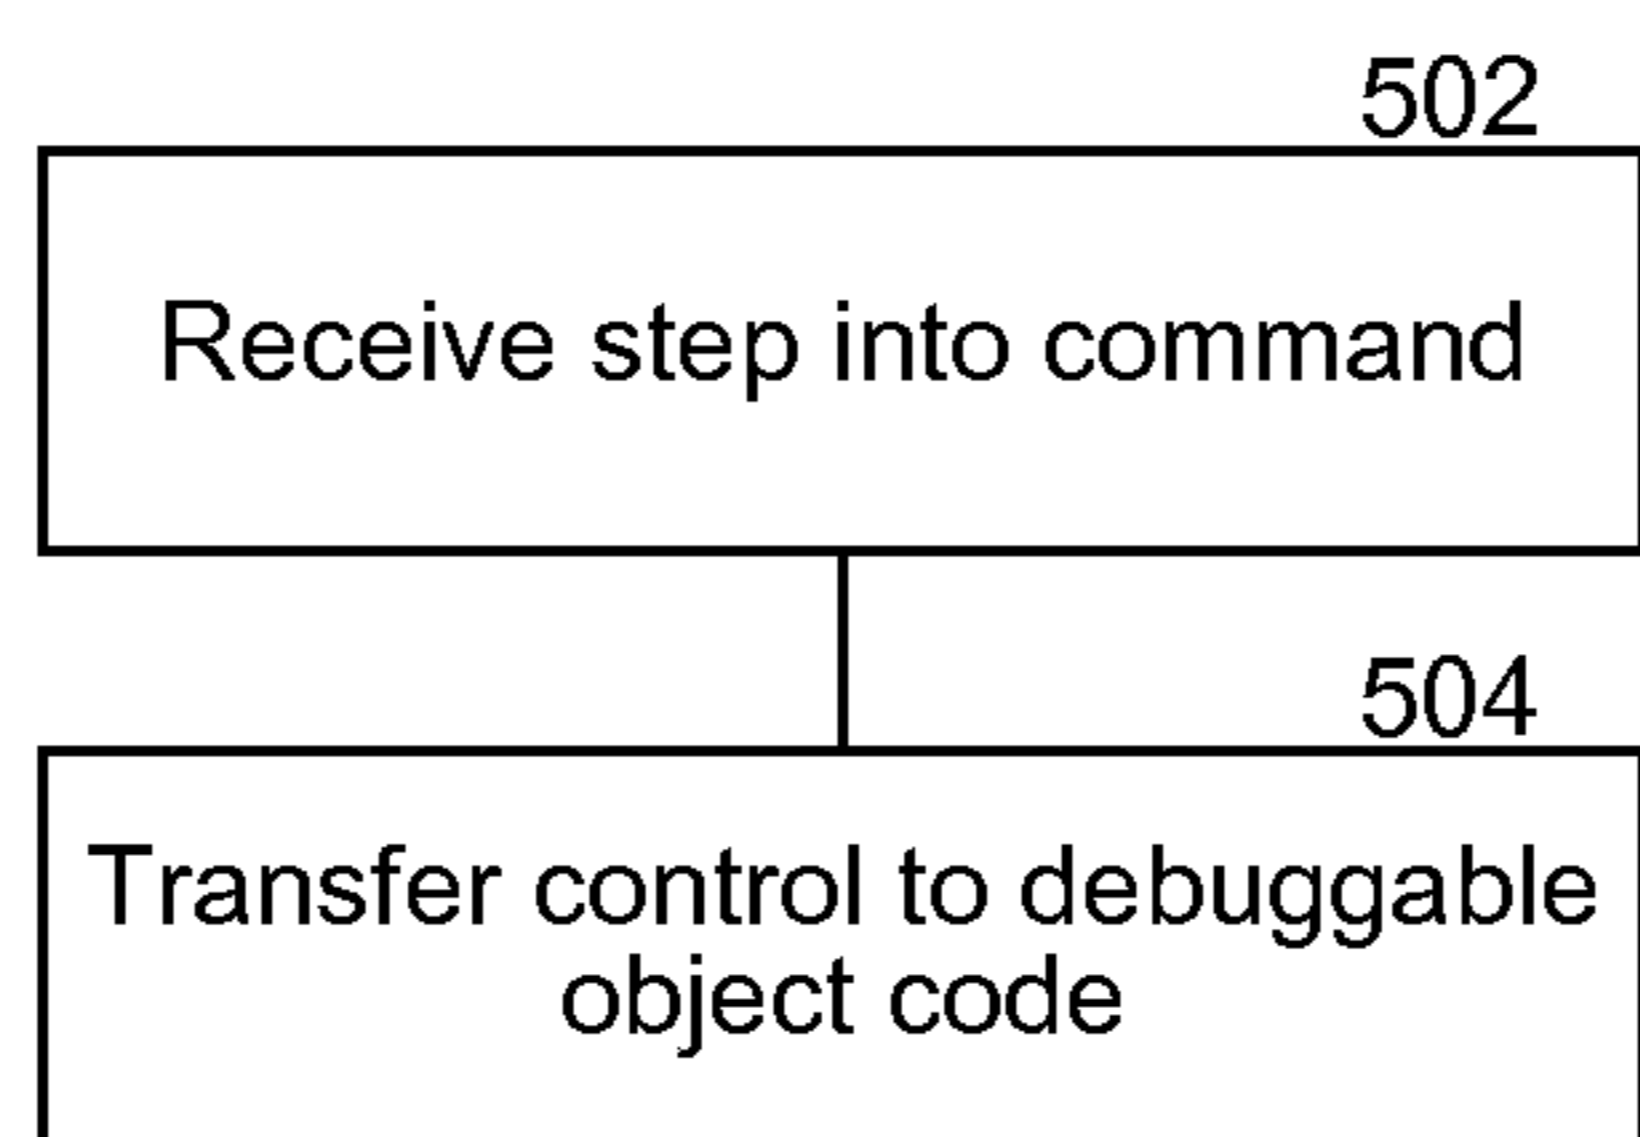 502
Receive step into command
504
Transfer control to debuggable
object code